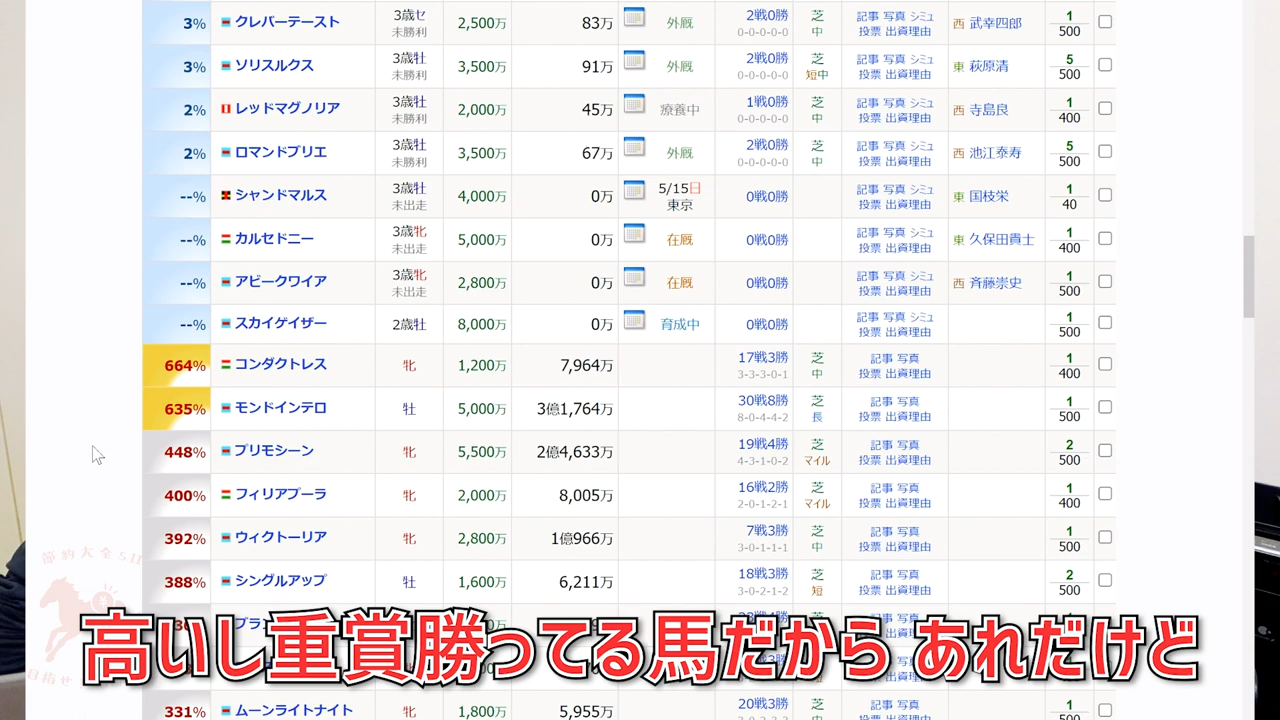 3% クレバーテースト 3歳セ 2,500万 83万 外厩 2戦0勝 芝 記事 写真 シミュ 西 武幸四郎 1
未勝利 0-0-0-0-0 中 投票 出資理由 500
3% ソリスルクス 3歳牡 3,500万 91万 外厩 2戦0勝 芝 記事 写真 シミュ 東 萩原清 5
未勝利 0-0-0-0-0 短中 投票 出資理由 500
2% レッドマグノリア 3歳牡 2,000万 45万 療養中 1戦0勝 芝 記事 写真 シミュ 西 寺島良 1
未勝利 0-0-0-0-0 中 投票 出資理由 400
2% ロマンドブリエ 3歳牡 3,500万 67万 外厩 2戦0勝 芝 記事 写真 シミュ 西 池江泰寿 5
未勝利 0-0-0-0-0 中 投票 出資理由 500
--% シャンドマルス 3歳牡 4,000万 0万 5/15日 0戦0勝 記事 写真 シミュ 東 国枝栄 1
未出走 東京 投票 出資理由 40
--% カルセドニー 3歳牝 5,000万 0万 在厩 0戦0勝 記事 写真 シミュ 東 久保田貴士 1
未出走 投票 出資理由 400
--% アビークワイア 3歳牝 2,800万 0万 在厩 0戦0勝 記事 写真 シミュ 西 斉藤崇史 1
未出走 投票 出資理由 500
--% スカイゲイザー 2歳牡 8,000万 0万 育成中 0戦0勝 記事 写真 シミュ 1
投票 出資理由 500
664% コンダクトレス 牝 1,200万 7,964万 17戦3勝 芝 記事 写真 1
3-3-3-0-1 中 投票 出資理由 400
635% モンドインテロ 牡 5,000万 3億1,764万 30戦8勝 芝 記事 写真 1
8-0-4-4-2 長 投票 出資理由 500
448% プリモシーン 牝 5,500万 2億4,633万 19戦4勝 芝 記事 写真 2
4-3-1-0-2 マイル 投票 出資理由 500
400% フィリアプーラ 牝 2,000万 8,005万 16戦2勝 芝 記事 写真 1
2-0-1-2-1 マイル 投票 出資理由 400
392% ウィクトーリア 牝 2,800万 1億966万 7戦3勝 芝 記事 写真 1
3-0-1-1-1 中 投票 出資理由 500
388% シングルアップ 牡 1,600万 6,211万 18戦3勝 芝 記事 写真 2
3-0-2-1-2 短 投票 出資理由 500
高いし重賞勝ってる馬だから あれだけど
331% ムーンライトナイト 牝 1,800万 5,955万 20戦3勝 芝 記事 写真 1
投票 出資理由 500